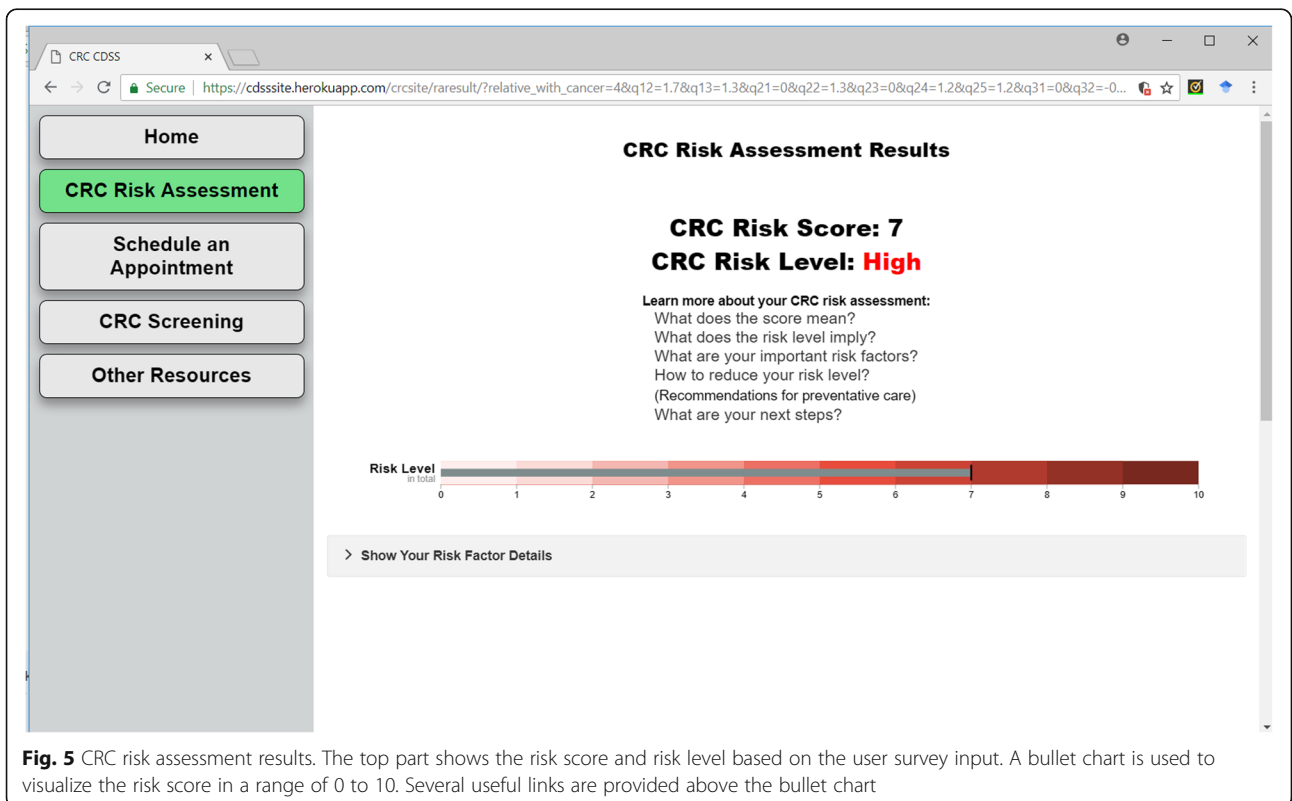 CRC CDSS
Secure | https://cdsssite.herokuapp.com/crcsite/raresult/?relative_with_cancer=4&q12=1.7&q13=1.3&q21=0&q22=1.3&q23=0&q24=1.2&q25=1.2&q31=0&q32=-0...
Home
CRC Risk Assessment
Schedule an
Appointment
CRC Screening
Other Resources
CRC Risk Assessment Results
CRC Risk Score: 7
CRC Risk Level: High
Learn more about your CRC risk assessment:
What does the score mean?
What does the risk level imply?
What are your important risk factors?
How to reduce your risk level?
(Recommendations for preventative care)
What are your next steps?
Risk Level
in total
0 1 2 3 4 5 6 7 8 9 10
Show Your Risk Factor Details
Fig. 5 CRC risk assessment results. The top part shows the risk score and risk level based on the user survey input. A bullet chart is used to
visualize the risk score in a range of 0 to 10. Several useful links are provided above the bullet chart